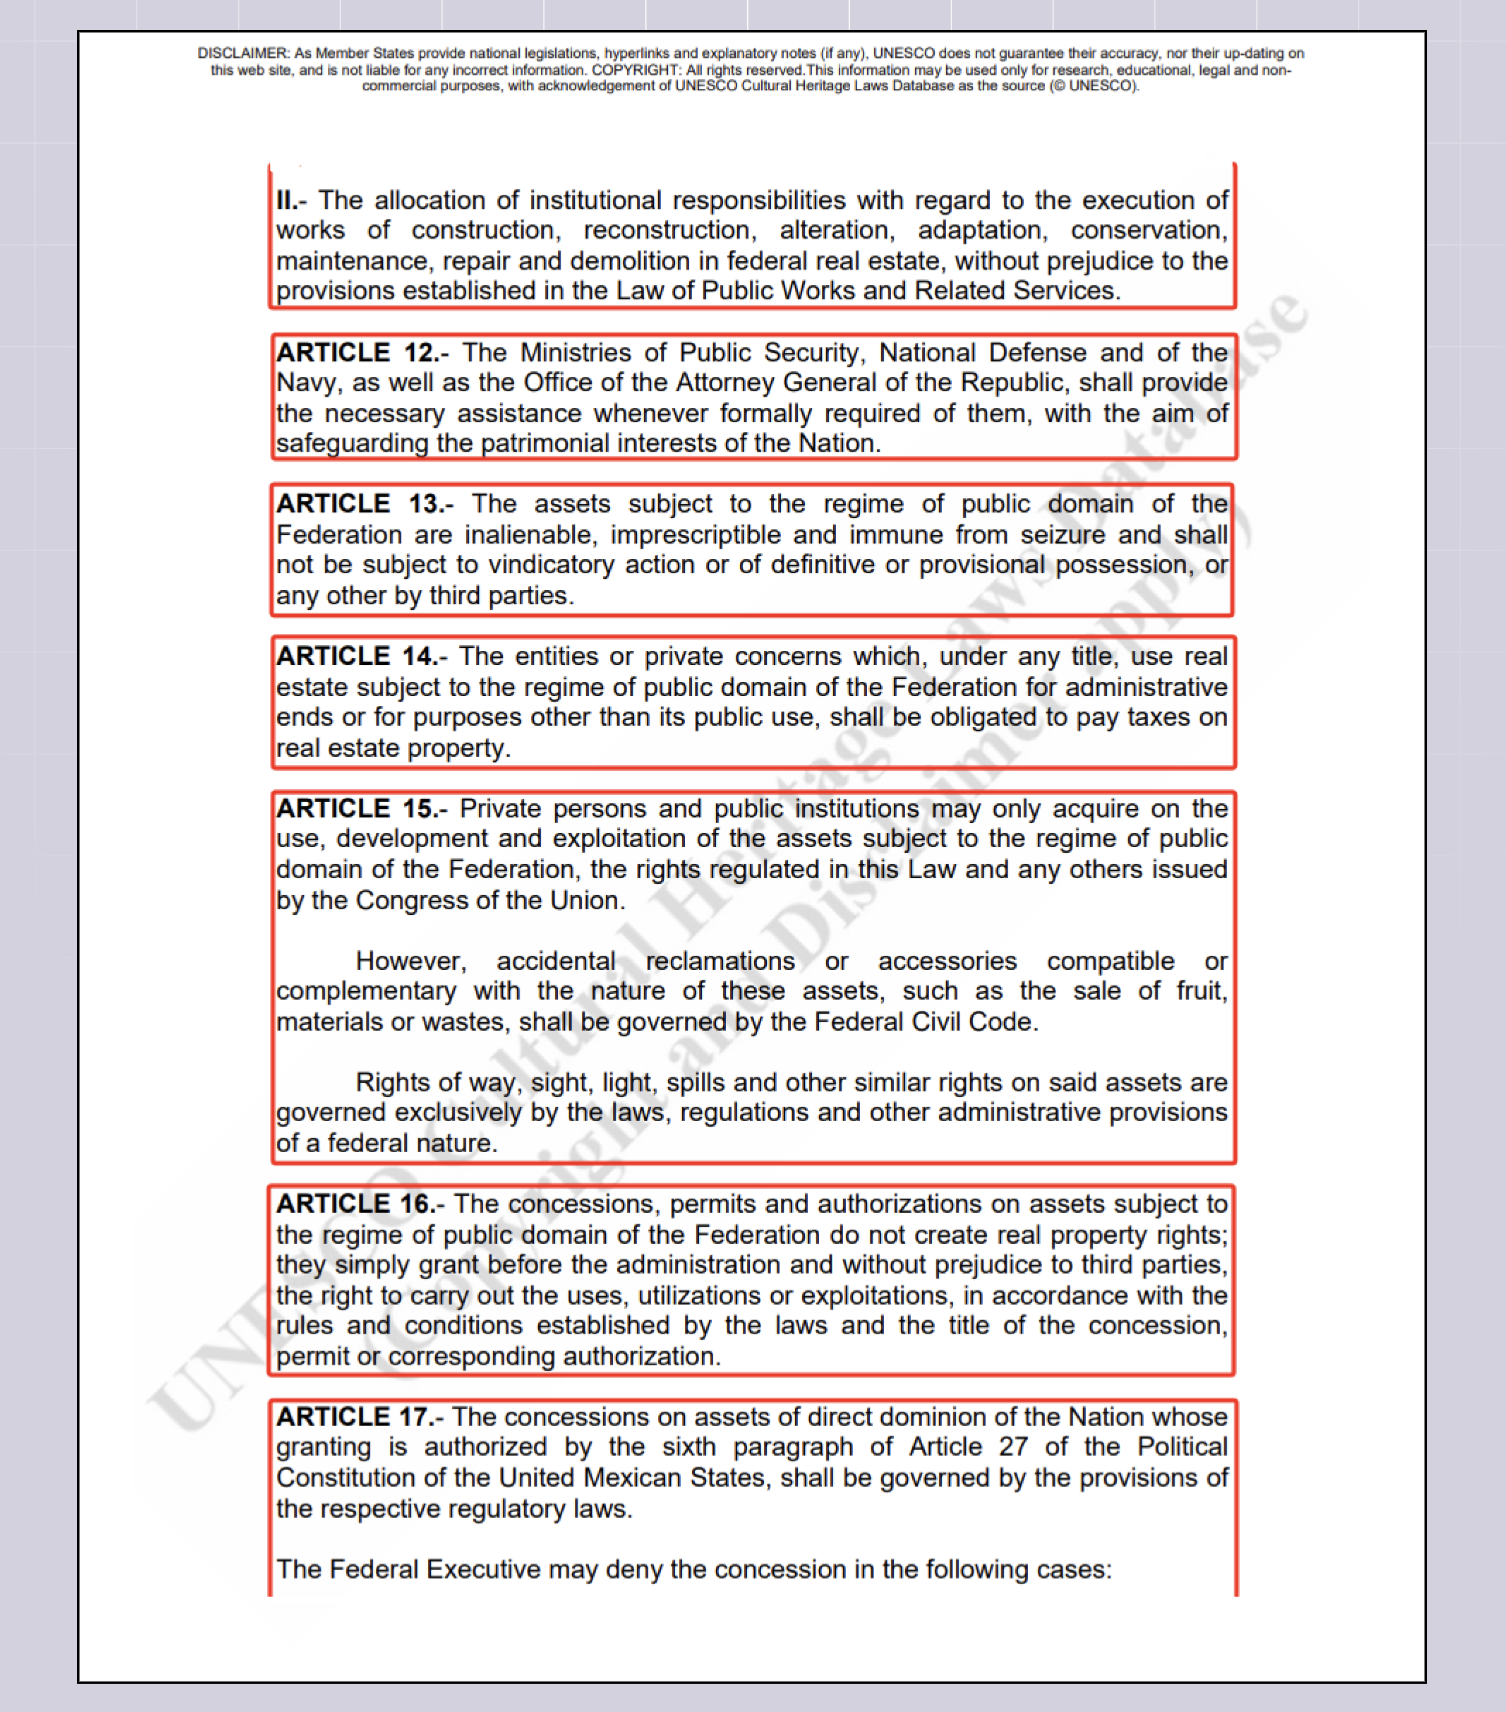 DISCLAIMER: As Member States provide national legislations, hyperlinks and explanatory notes (if any), UNESCO does not guarantee their accuracy, nor their up-dating on
this web site, and is not liable for any incorrect information. COPYRIGHT: All rights reserved.This information may be used only for research, educational, legal and non-
commercial purposes, with acknowledgement of UNESCO Cultural Heritage Laws Database as the source (© UNESCO).
II.- The allocation of institutional responsibilities with regard to the execution of
works of construction, reconstruction, alteration, adaptation, conservation,
maintenance, repair and demolition in federal real estate, without prejudice to the
provisions established in the Law of Public Works and Related Services.
ARTICLE 12.- The Ministries of Public Security, National Defense and of the
Navy, as well as the Office of the Attorney General of the Republic, shall provide
the necessary assistance whenever formally required of them, with the aim of
safeguarding the patrimonial interests of the Nation.
ARTICLE 13.- The assets subject to the regime of public domain of the
Federation are inalienable, imprescriptible and immune from seizure and shall
not be subject to vindicatory action or of definitive or provisional possession, or
any other by third parties.
ARTICLE 14.- The entities or private concerns which, under any title, use real
estate subject to the regime of public domain of the Federation for administrative
ends or for purposes other than its public use, shall be obligated to pay taxes on
real estate property.
ARTICLE 15.- Private persons and public institutions may only acquire on the
use, development and exploitation of the assets subject to the regime of public
domain of the Federation, the rights regulated in this Law and any others issued
by the Congress of the Union.
However, accidental reclamations or accessories compatible or
complementary with the nature of these assets, such as the sale of fruit,
materials or wastes, shall be governed by the Federal Civil Code.
Rights of way, sight, light, spills and other similar rights on said assets are
governed exclusively by the laws, regulations and other administrative provisions
of a federal nature.
ARTICLE 16.- The concessions, permits and authorizations on assets subject to
the regime of public domain of the Federation do not create real property rights;
they simply grant before the administration and without prejudice to third parties,
the right to carry out the uses, utilizations or exploitations, in accordance with the
rules and conditions established by the laws and the title of the concession,
permit or corresponding authorization.
ARTICLE 17.- The concessions on assets of direct dominion of the Nation whose
granting is authorized by the sixth paragraph of Article 27 of the Political
Constitution of the United Mexican States, shall be governed by the provisions of
the respective regulatory laws.
The Federal Executive may deny the concession in the following cases:
UNESCO Cultural Heritage Laws Database
(Copyright and Disclaimer apply)